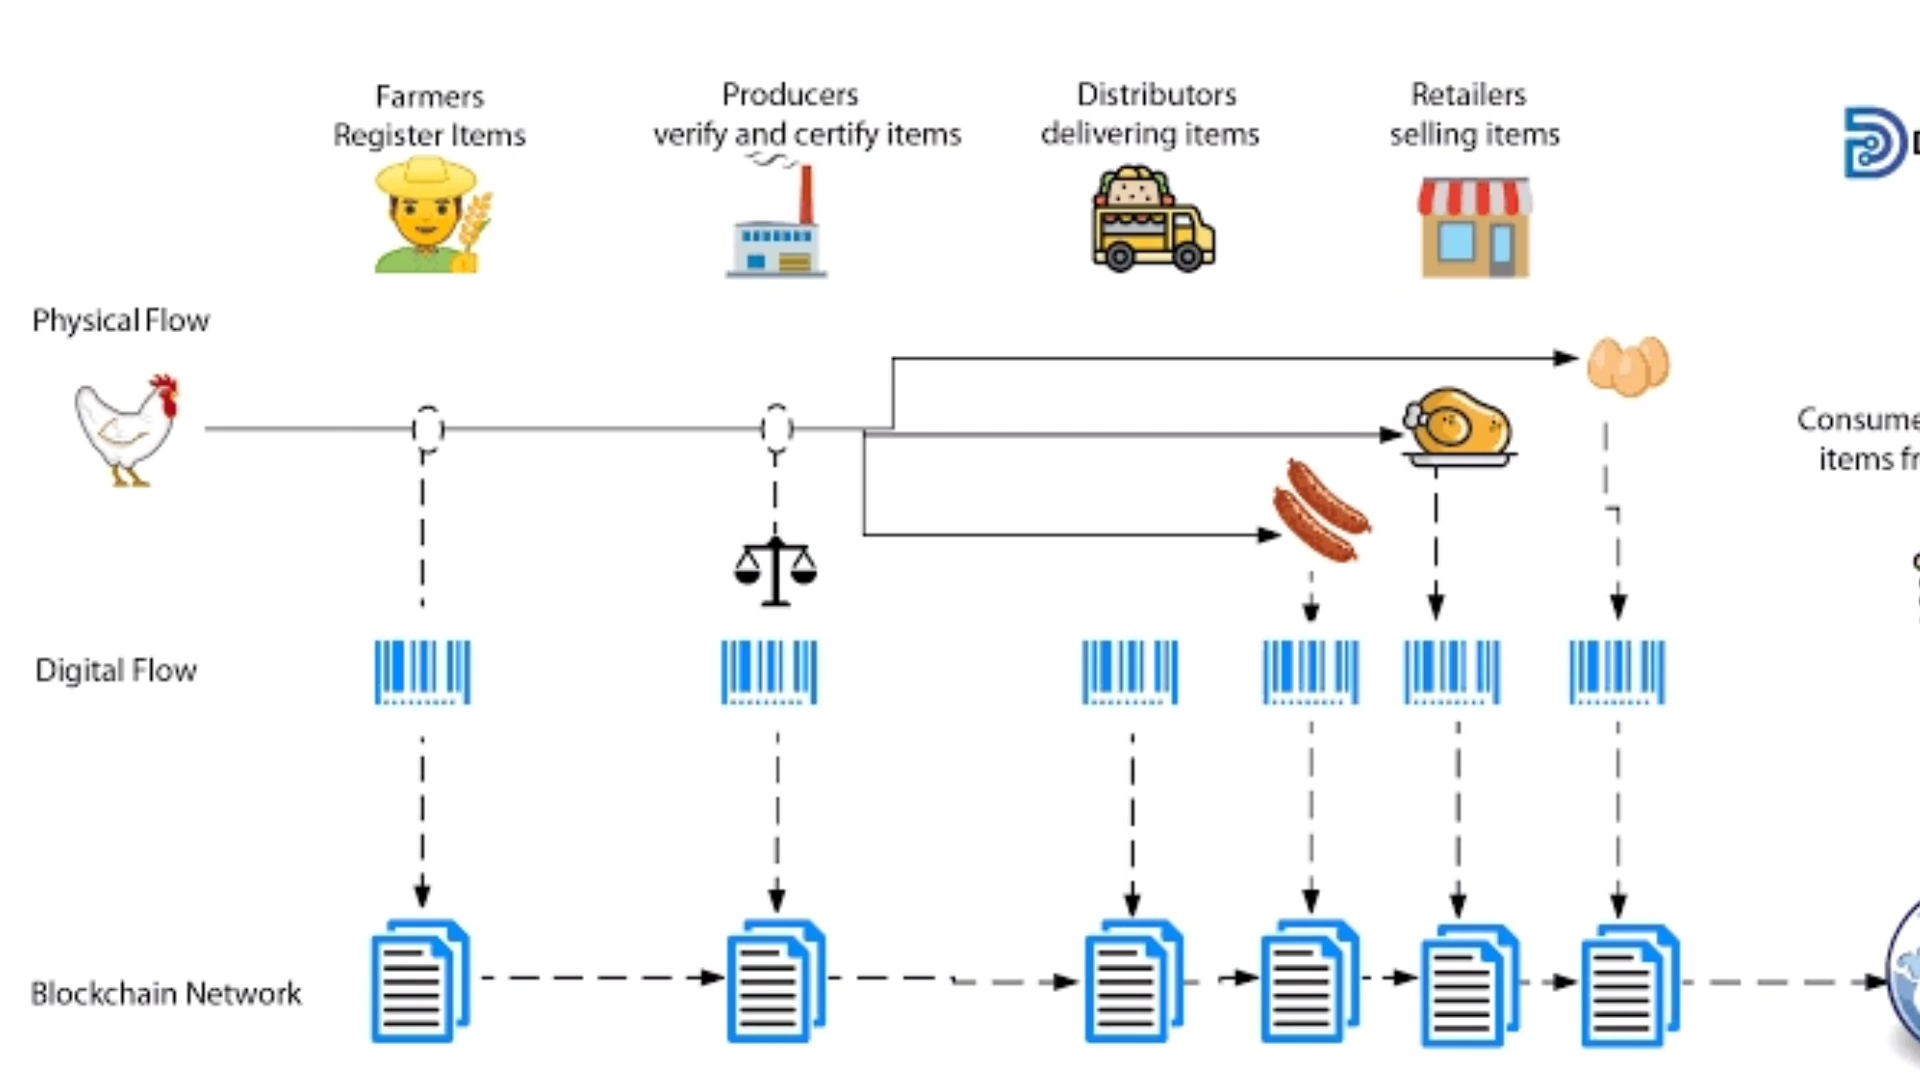 Farmers
Register Items
Producers
verify and certify items
Distributors
delivering items
Retailers
selling items
Physical Flow
items
Digital Flow
Blockchain Network